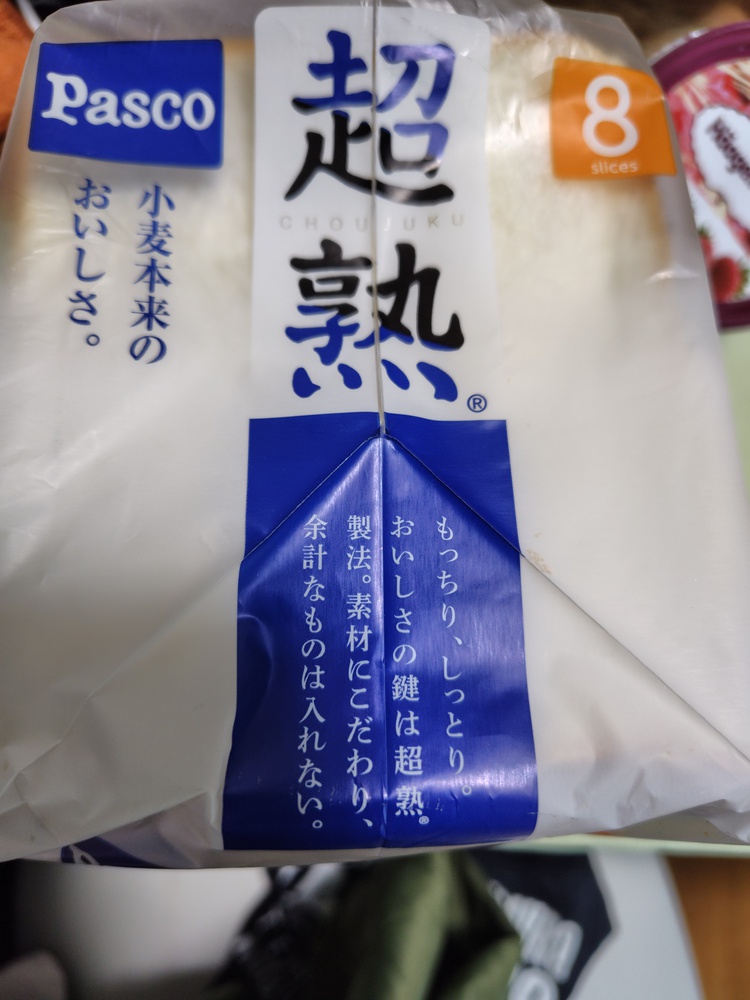 Pasco
超熟
CHOUJUKU
®
8
slices
小麦本来の
おいしさ。
もっちり、しっとり。
おいしさの鍵は超熟®
製法。素材にこだわり、
余計なものは入れない。